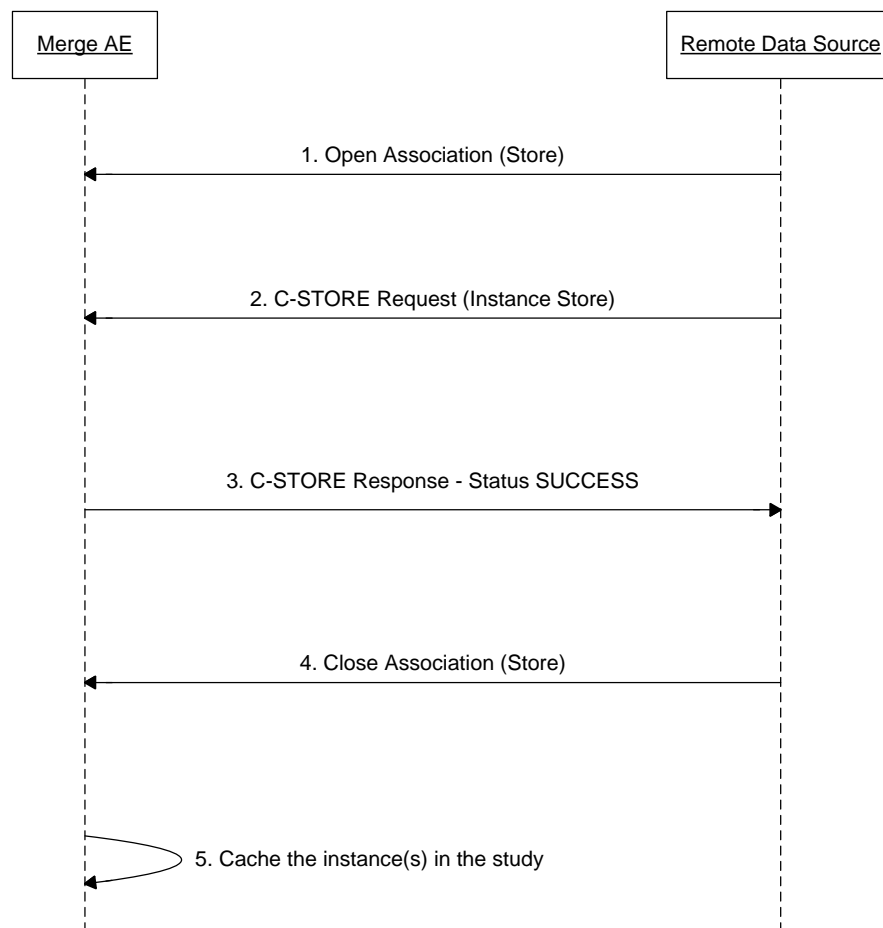 Merge AE
Remote Data Source
1. Open Association (Store)
2. C-STORE Request (Instance Store)
3. C-STORE Response - Status SUCCESS
4. Close Association (Store)
5. Cache the instance(s) in the study